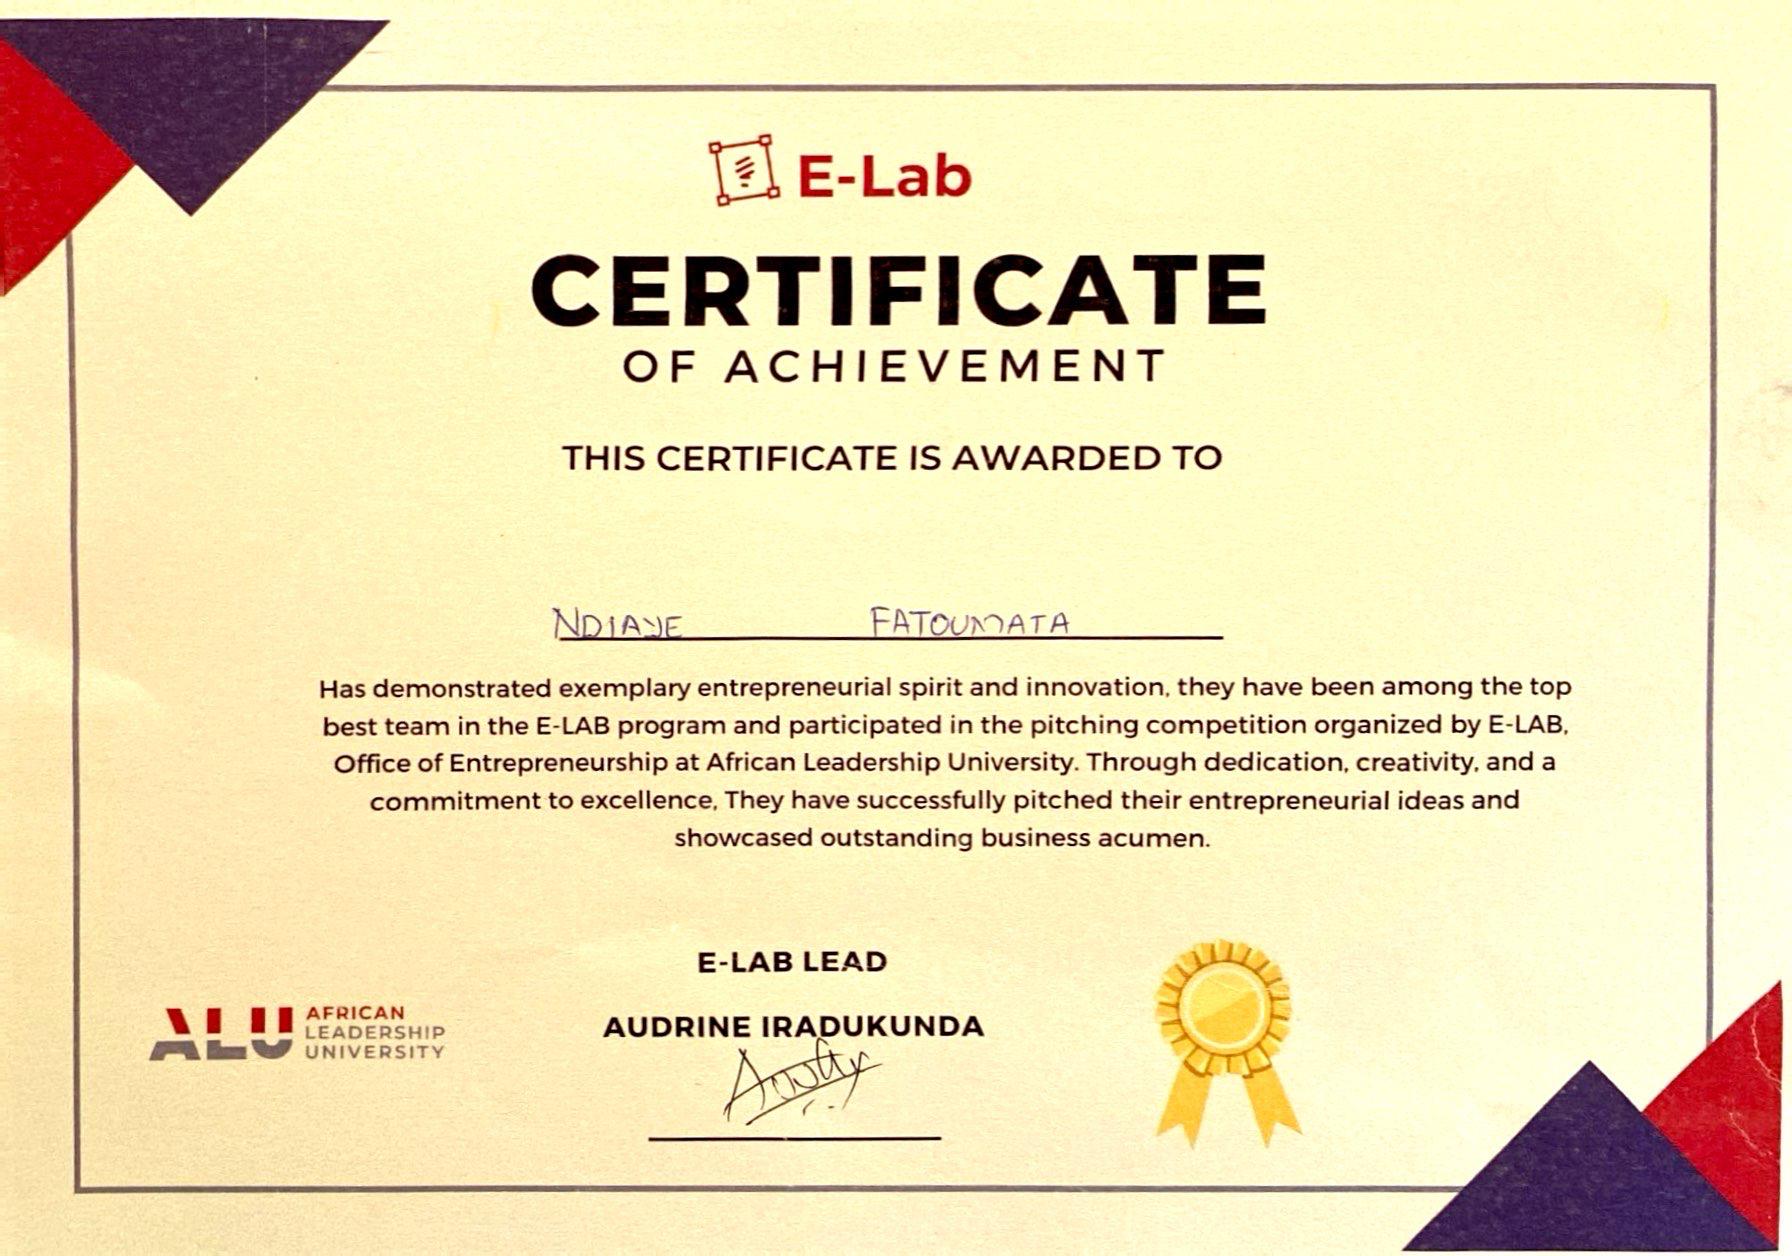 E-Lab
CERTIFICATE
OF ACHIEVEMENT
THIS CERTIFICATE IS AWARDED TO
NDIAYE FATOUMATA
Has demonstrated exemplary entrepreneurial spirit and innovation, they have been among the top
best team in the E-LAB program and participated in the pitching competition organized by E-LAB,
Office of Entrepreneurship at African Leadership University. Through dedication, creativity, and a
commitment to excellence, They have successfully pitched their entrepreneurial ideas and
showcased outstanding business acumen.
E-LAB LEAD
AUDRINE IRADUKUNDA
ALU
AFRICAN
LEADERSHIP
UNIVERSITY